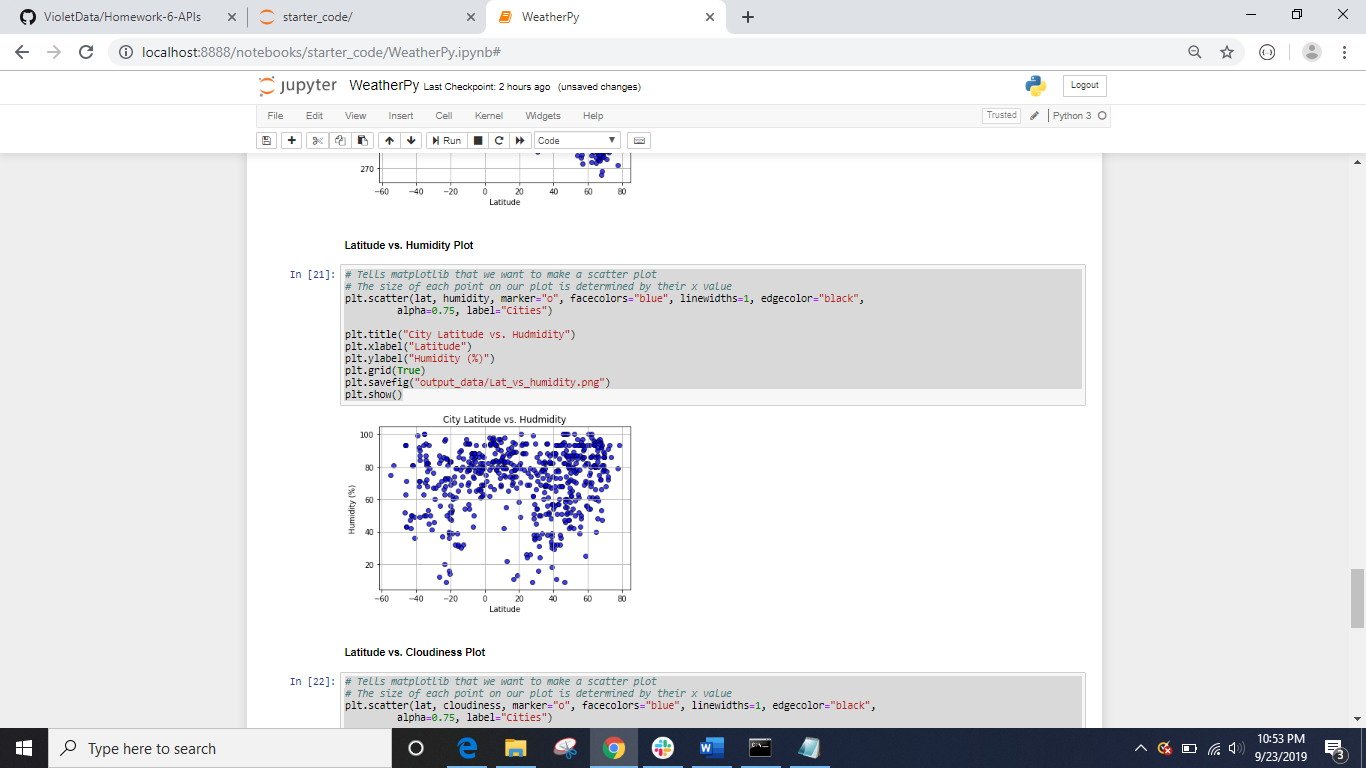 VioletData/Homework-6-APIs
starter_code/
WeatherPy
localhost:8888/notebooks/starter_code/WeatherPy.ipynb#
jupyter WeatherPy Last Checkpoint: 2 hours ago (unsaved changes)
Logout
File Edit View Insert Cell Kernel Widgets Help
Trusted
Python 3
Run
Code
270
−60 −40 −20 0 20 40 60 80
Latitude
Latitude vs. Humidity Plot
In [21]:
# Tells matplotlib that we want to make a scatter plot
# The size of each point on our plot is determined by their x value
plt.scatter(lat, humidity, marker="o", facecolors="blue", linewidths=1, edgecolor="black",
alpha=0.75, label="Cities")
plt.title("City Latitude vs. Hudmidity")
plt.xlabel("Latitude")
plt.ylabel("Humidity (%)")
plt.grid(True)
plt.savefig("output_data/Lat_vs_humidity.png")
plt.show()
City Latitude vs. Hudmidity
100
80
60
40
20
Humidity (%)
−60 −40 −20 0 20 40 60 80
Latitude
Latitude vs. Cloudiness Plot
In [22]:
# Tells matplotlib that we want to make a scatter plot
# The size of each point on our plot is determined by their x value
plt.scatter(lat, cloudiness, marker="o", facecolors="blue", linewidths=1, edgecolor="black",
alpha=0.75, label="Cities")
Type here to search
10:53 PM
9/23/2019
3